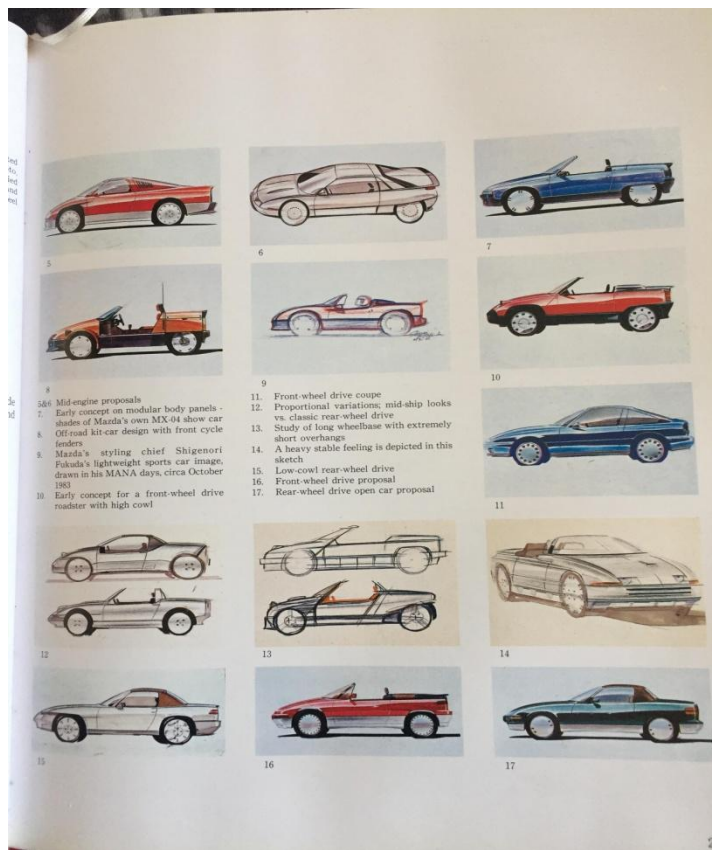 5
6
7
8
9
10
5&6 Mid-engine proposals
7. Early concept on modular body panels -
shades of Mazda's own MX-04 show car
8. Off-road kit-car design with front cycle
fenders
9. Mazda's styling chief Shigenori
Fukuda's lightweight sports car image,
drawn in his MANA days, circa October
1983
10. Early concept for a front-wheel drive
roadster with high cowl
11. Front-wheel drive coupe
12. Proportional variations; mid-ship looks
vs. classic rear-wheel drive
13. Study of long wheelbase with extremely
short overhangs
14. A heavy stable feeling is depicted in this
sketch
15. Low-cowl rear-wheel drive
16. Front-wheel drive proposal
17. Rear-wheel drive open car proposal
11
12
13
14
15
16
17